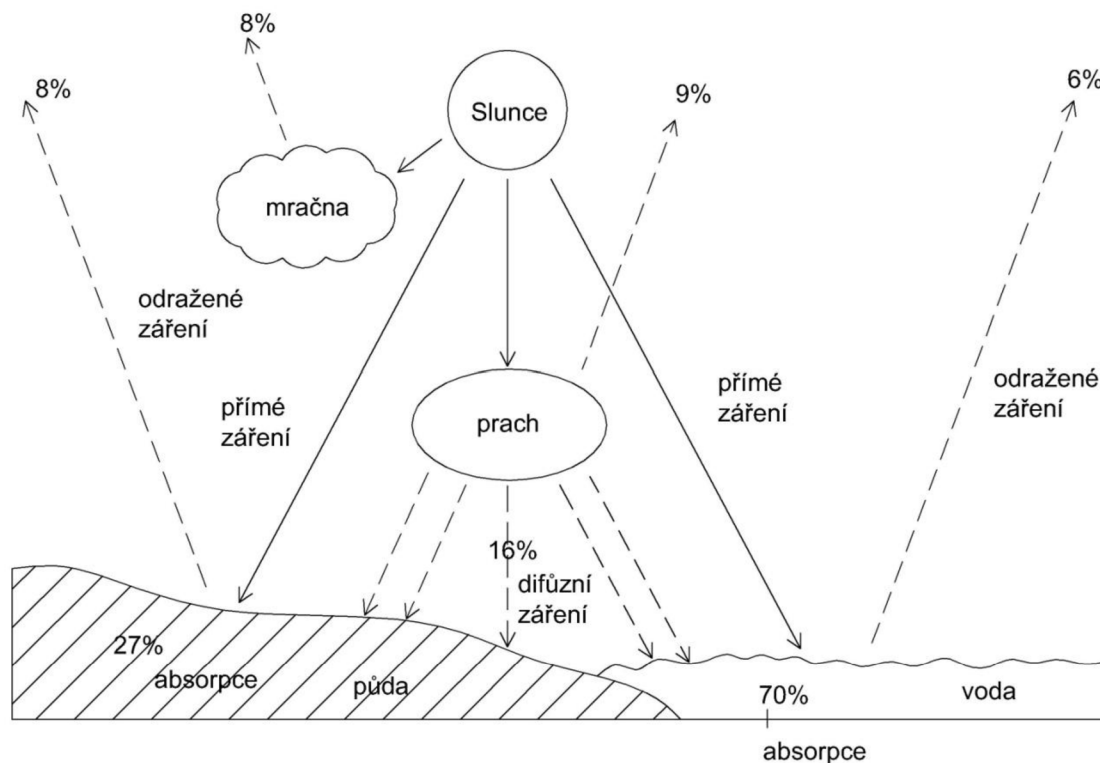 8%
8%
Slunce
9%
6%
mračna
odražené
záření
přímé
záření
prach
přímé
záření
odražené
záření
16%
difůzní
záření
27%
absorpce
půda
70%
voda
absorpce